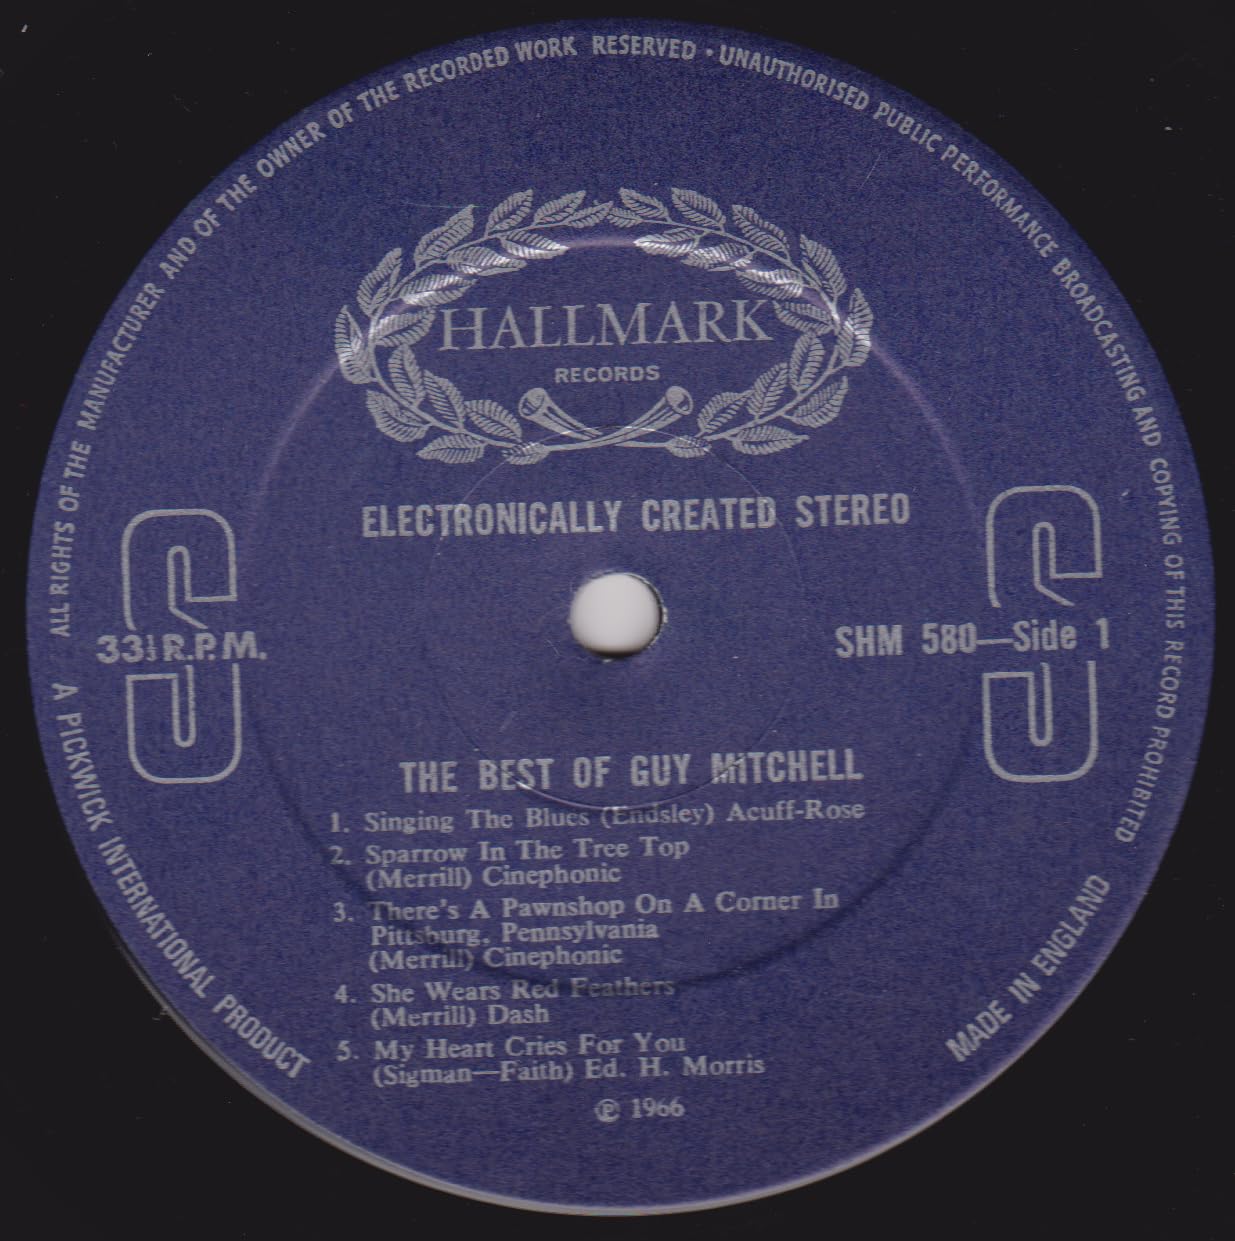 ALL RIGHTS OF THE MANUFACTURER AND OF THE OWNER OF THE RECORDED WORK RESERVED • UNAUTHORISED PUBLIC PERFORMANCE BROADCASTING AND COPYING OF THIS RECORD PROHIBITED
HALLMARK
RECORDS
ELECTRONICALLY CREATED STEREO
S S
33⅓ R.P.M.
SHM 580—Side 1
THE BEST OF GUY MITCHELL
1. Singing The Blues (Endsley) Acuff-Rose
2. Sparrow In The Tree Top
(Merrill) Cinephonic
3. There's A Pawnshop On A Corner In
Pittsburg, Pennsylvania
(Merrill) Cinephonic
4. She Wears Red Feathers
(Merrill) Dash
5. My Heart Cries For You
(Sigman—Faith) Ed. H. Morris
℗ 1966
A PICKWICK INTERNATIONAL PRODUCT
MADE IN ENGLAND